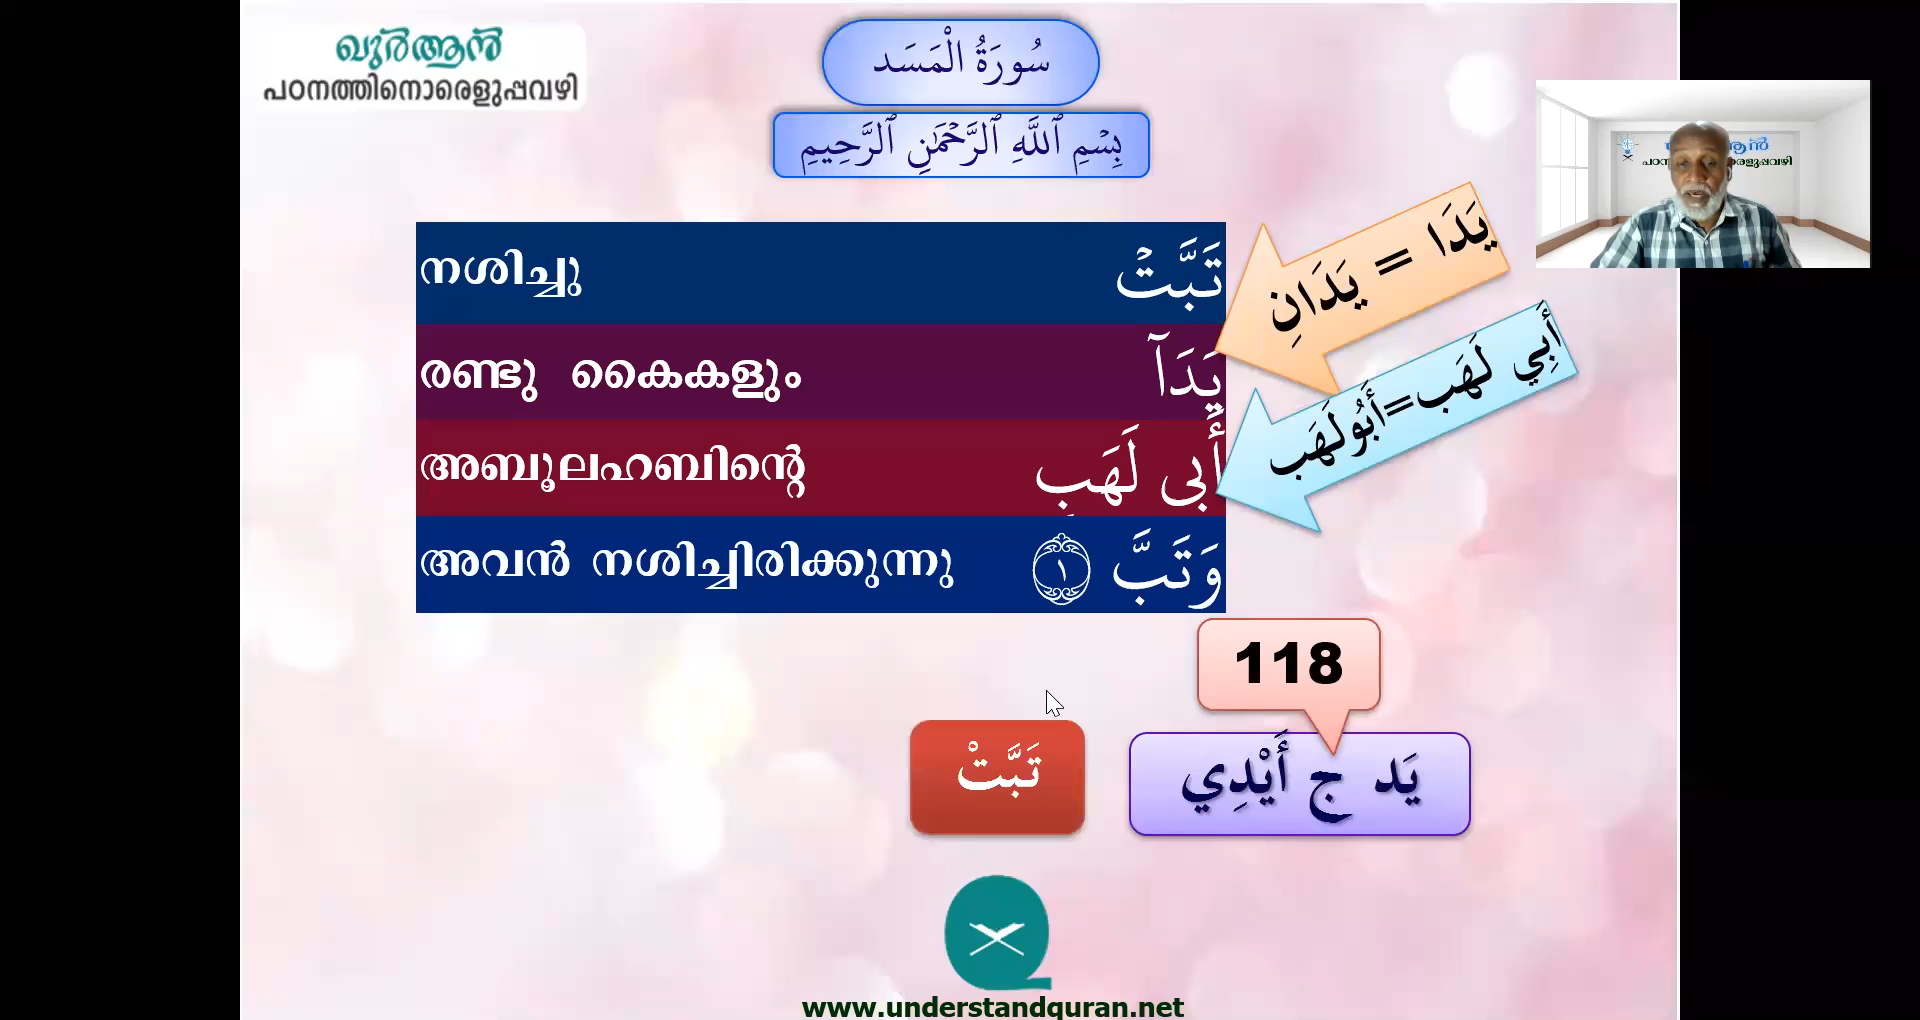 ഖുർആൻ
പഠനത്തിനൊരെളുപ്പവഴി
سُورَةُ الْمَسَد
بِسْمِ ٱللَّهِ ٱلرَّحْمَٰنِ ٱلرَّحِيمِ
നശിച്ചു تَبَّتْ
രണ്ടു കൈകളും يَدَآ
അബൂലഹബിന്റെ أَبِى لَهَبٍ
അവൻ നശിച്ചിരിക്കുന്നു وَتَبَّ ١
يَدَا = يَدَانِ
أَبِي لَهَب=أَبُولَهَب
118
تَبَّتْ
يَد ج أَيْدِي
www.understandquran.net